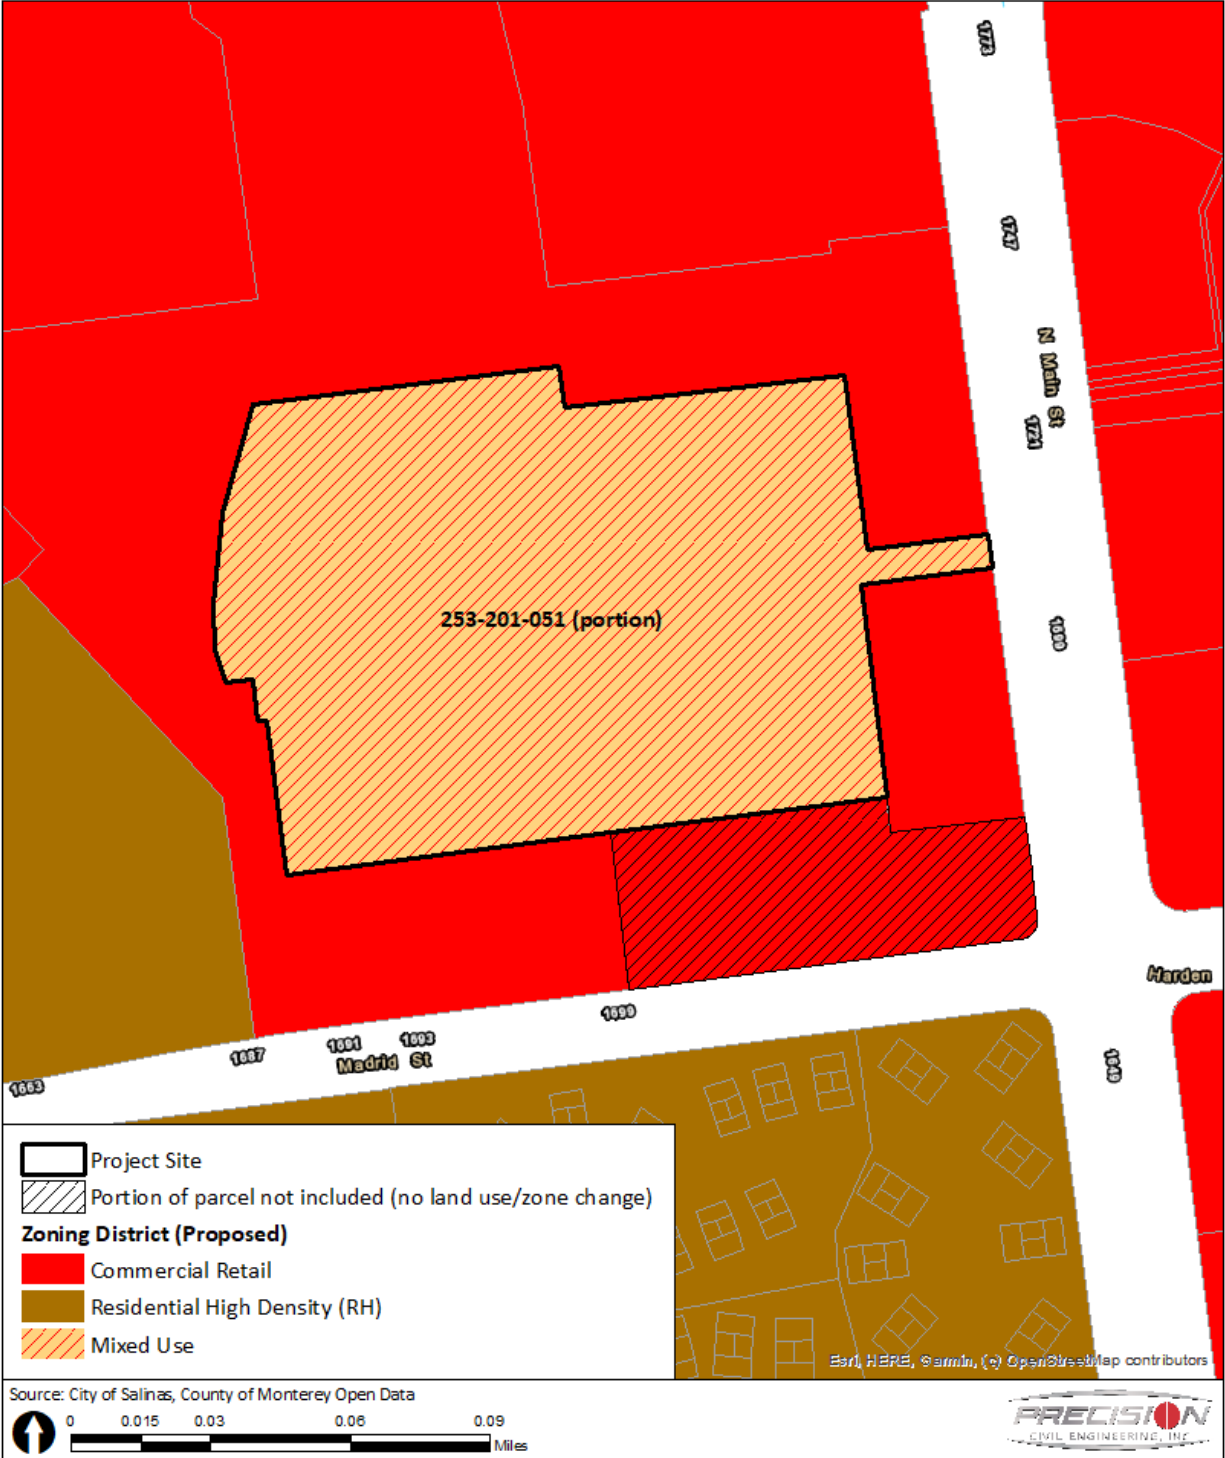 1773
1747
N Main St
1721
1699
253-201-051 (portion)
Harden
1699
1693
1691
Madrid St
1687
1663
1649
Project Site
Portion of parcel not included (no land use/zone change)
Zoning District (Proposed)
Commercial Retail
Residential High Density (RH)
Mixed Use
Esri, HERE, Garmin, (c) OpenStreetMap contributors
Source: City of Salinas, County of Monterey Open Data
0 0.015 0.03 0.06 0.09
Miles
PRECISION
CIVIL ENGINEERING, INC